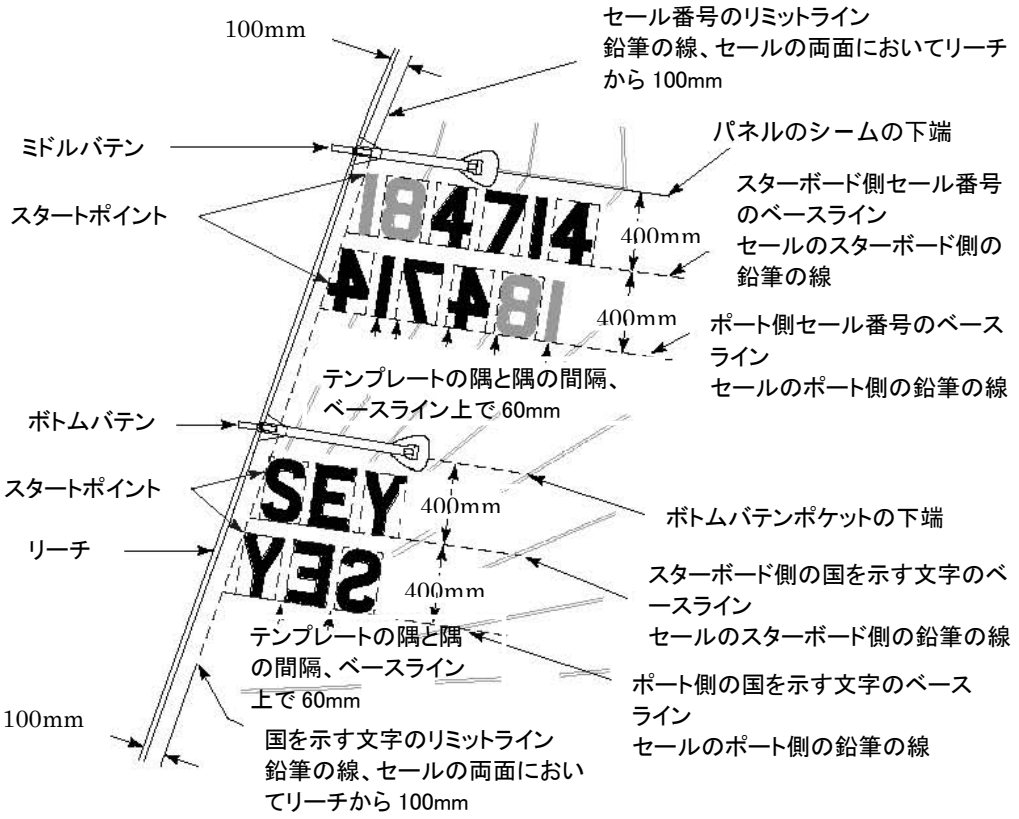 セール番号のリミットライン
鉛筆の線、セールの両面においてリーチ
から 100mm
100mm
ミドルバテン
パネルのシームの下端
スタートポイント
184714
400mm
スターボード側セール番号
のベースライン
セールのスターボード側の
鉛筆の線
184714
400mm
ポート側セール番号のベース
ライン
セールのポート側の鉛筆の線
テンプレートの隅と隅の間隔、
ベースライン上で 60mm
ボトムバテン
スタートポイント
SEY
400mm
ボトムバテンポケットの下端
リーチ
SEY
400mm
スターボード側の国を示す文字のベ
ースライン
セールのスターボード側の鉛筆の線
テンプレートの隅と隅
の間隔、ベースライン
上で 60mm
ポート側の国を示す文字のベース
ライン
セールのポート側の鉛筆の線
100mm
国を示す文字のリミットライン
鉛筆の線、セールの両面におい
てリーチから 100mm